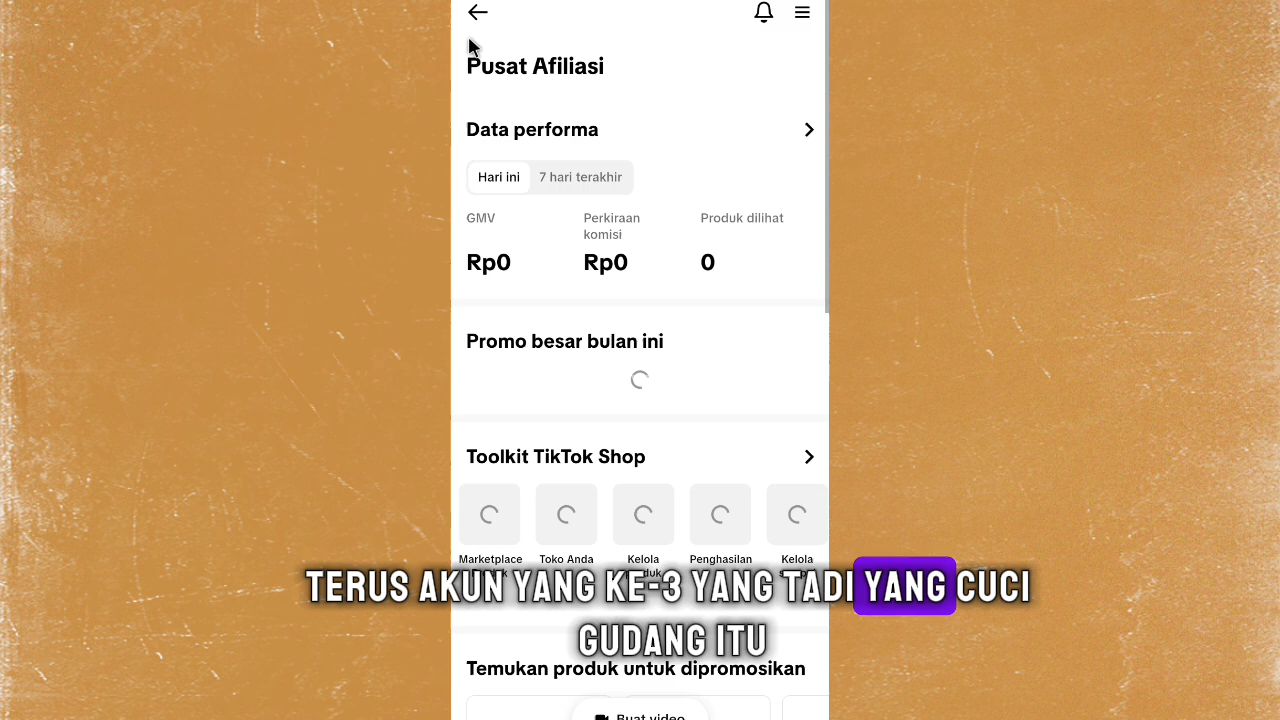 Pusat Afiliasi
Data performa
Hari ini 7 hari terakhir
GMV Perkiraan komisi Produk dilihat
Rp0 Rp0 0
Promo besar bulan ini
Toolkit TikTok Shop
Marketplace Toko Anda Kelola Penghasilan Kelola
TERUS AKUN YANG KE-3 YANG TADI YANG CUCI
GUDANG ITU
Temukan produk untuk dipromosikan
Buat video